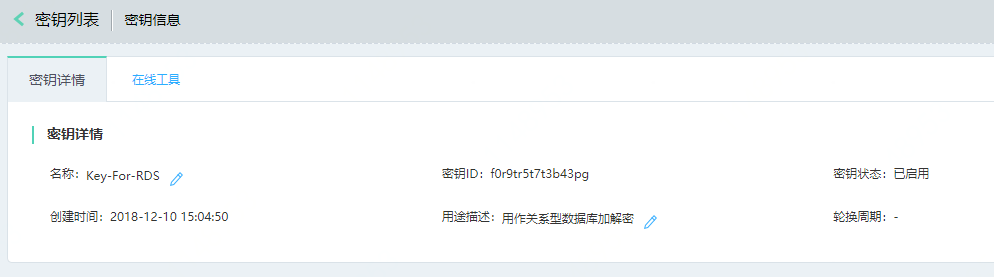 密钥列表 密钥信息
密钥详情 在线工具
密钥详情
名称：Key-For-RDS 密钥ID：f0r9tr5t7t3b43pg 密钥状态：已启用
创建时间：2018-12-10 15:04:50 用途描述：用作关系型数据库加解密 轮换周期：-